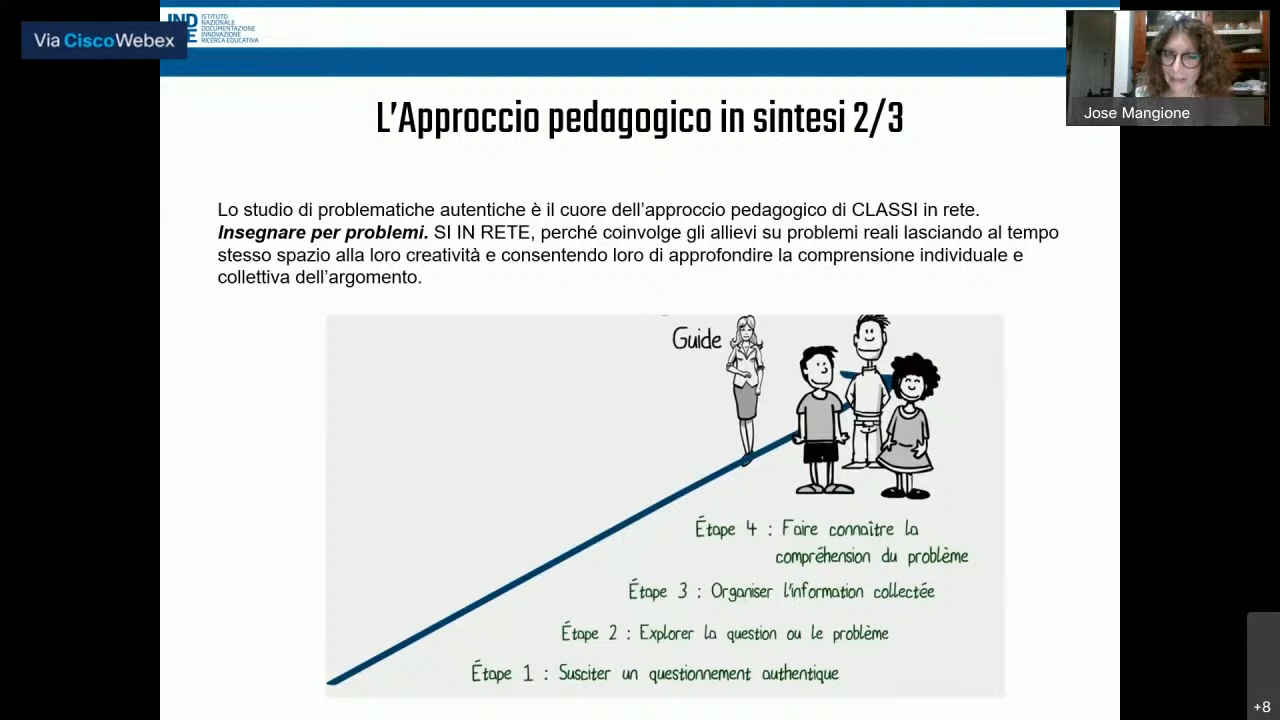 IND
E
ISTITUTO
NAZIONALE
DOCUMENTAZIONE
INNOVAZIONE
RICERCA EDUCATIVA
Via Cisco Webex
Jose Mangione
L'Approccio pedagogico in sintesi 2/3
Lo studio di problematiche autentiche è il cuore dell'approccio pedagogico di CLASSI in rete.
Insegnare per problemi. SI IN RETE, perché coinvolge gli allievi su problemi reali lasciando al tempo
stesso spazio alla loro creatività e consentendo loro di approfondire la comprensione individuale e
collettiva dell'argomento.
Guide
Étape 4 : Faire connaître la
compréhension du problème
Étape 3 : Organiser l'information collectée
Étape 2 : Explorer la question ou le problème
Étape 1 : Susciter un questionnement authentique
+8